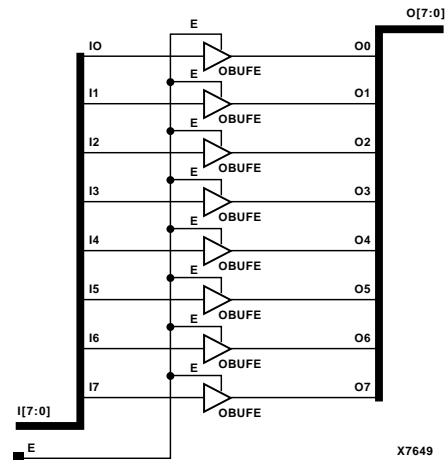 O[7:0]
E
IO O0
OBUFE
E
I1 O1
OBUFE
E
I2 O2
OBUFE
E
I3 O3
OBUFE
E
I4 O4
OBUFE
E
I5 O5
OBUFE
E
I6 O6
OBUFE
E
I7 O7
OBUFE
I[7:0]
E
X7649